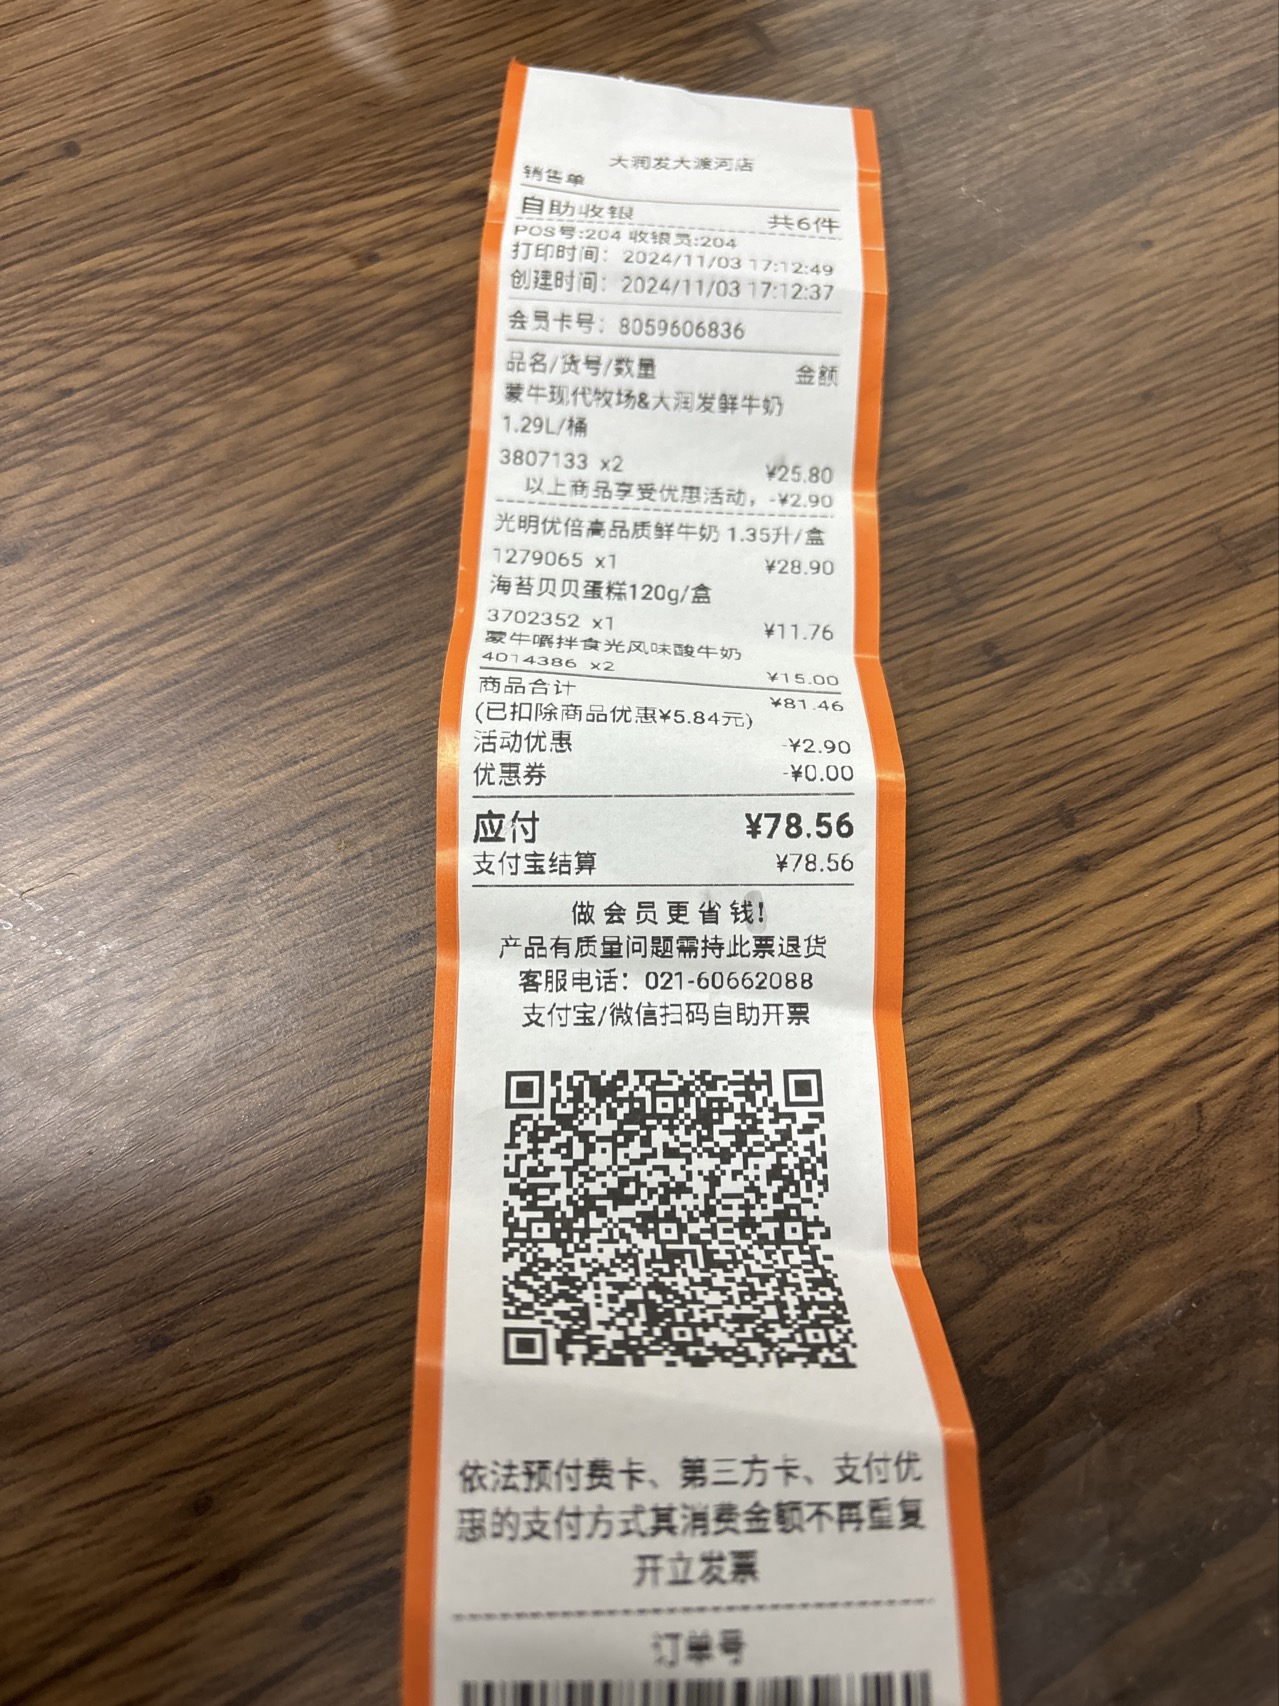 大润发大渡河店
销售单
自助收银 共6件
POS号:204 收银员:204
打印时间：2024/11/03 17:12:49
创建时间：2024/11/03 17:12:37
会员卡号：8059606836
品名/货号/数量 金额
蒙牛现代牧场&大润发鲜牛奶
1.29L/桶
3807133 x2 ¥25.80
以上商品享受优惠活动，-¥2.90
光明优倍高品质鲜牛奶 1.35升/盒
1279065 x1 ¥28.90
海苔贝贝蛋糕120g/盒
3702352 x1 ¥11.76
蒙牛嚼拌食光风味酸牛奶
4014386 x2 ¥15.00
商品合计 ¥81.46
(已扣除商品优惠¥5.84元)
活动优惠 -¥2.90
优惠券 -¥0.00
应付 ¥78.56
支付宝结算 ¥78.56
做会员更省钱!
产品有质量问题需持此票退货
客服电话：021-60662088
支付宝/微信扫码自助开票
依法预付费卡、第三方卡、支付优
惠的支付方式其消费金额不再重复
开立发票
订单号